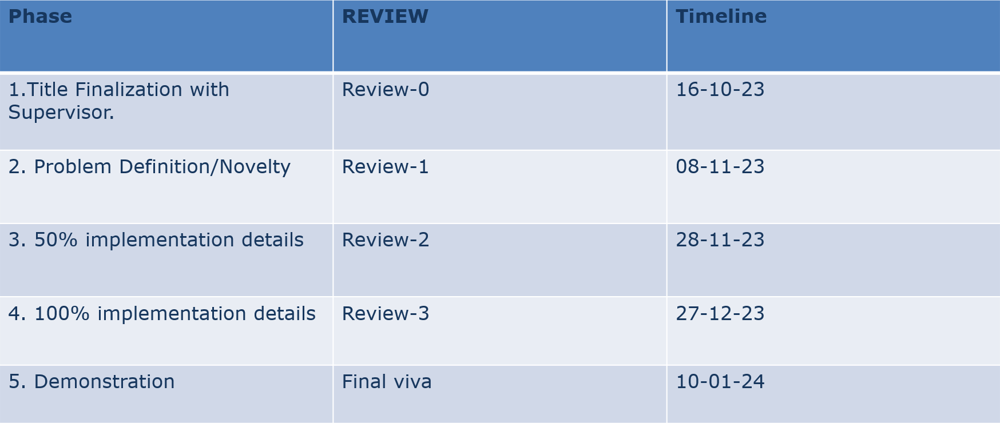 Phase REVIEW Timeline
1.Title Finalization with Review-0 16-10-23
Supervisor.
2. Problem Definition/Novelty Review-1 08-11-23
3. 50% implementation details Review-2 28-11-23
4. 100% implementation details Review-3 27-12-23
5. Demonstration Final viva 10-01-24